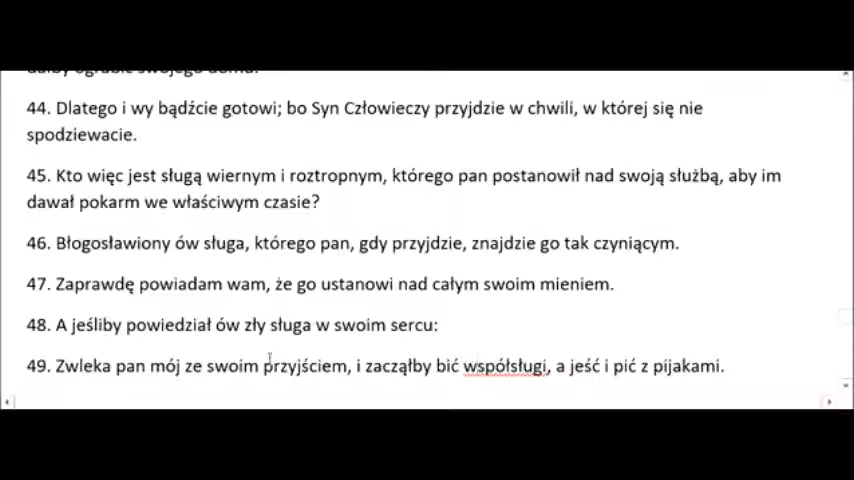 44. Dlatego i wy bądźcie gotowi; bo Syn Człowieczy przyjdzie w chwili, w której się nie
spodziewacie.
45. Kto więc jest sługą wiernym i roztropnym, którego pan postanowił nad swoją służbą, aby im
dawał pokarm we właściwym czasie?
46. Błogosławiony ów sługa, którego pan, gdy przyjdzie, znajdzie go tak czyniącym.
47. Zaprawdę powiadam wam, że go ustanowi nad całym swoim mieniem.
48. A jeśliby powiedział ów zły sługa w swoim sercu:
49. Zwleka pan mój ze swoim przyjściem, i zacząłby bić współsługi, a jeść i pić z pijakami.